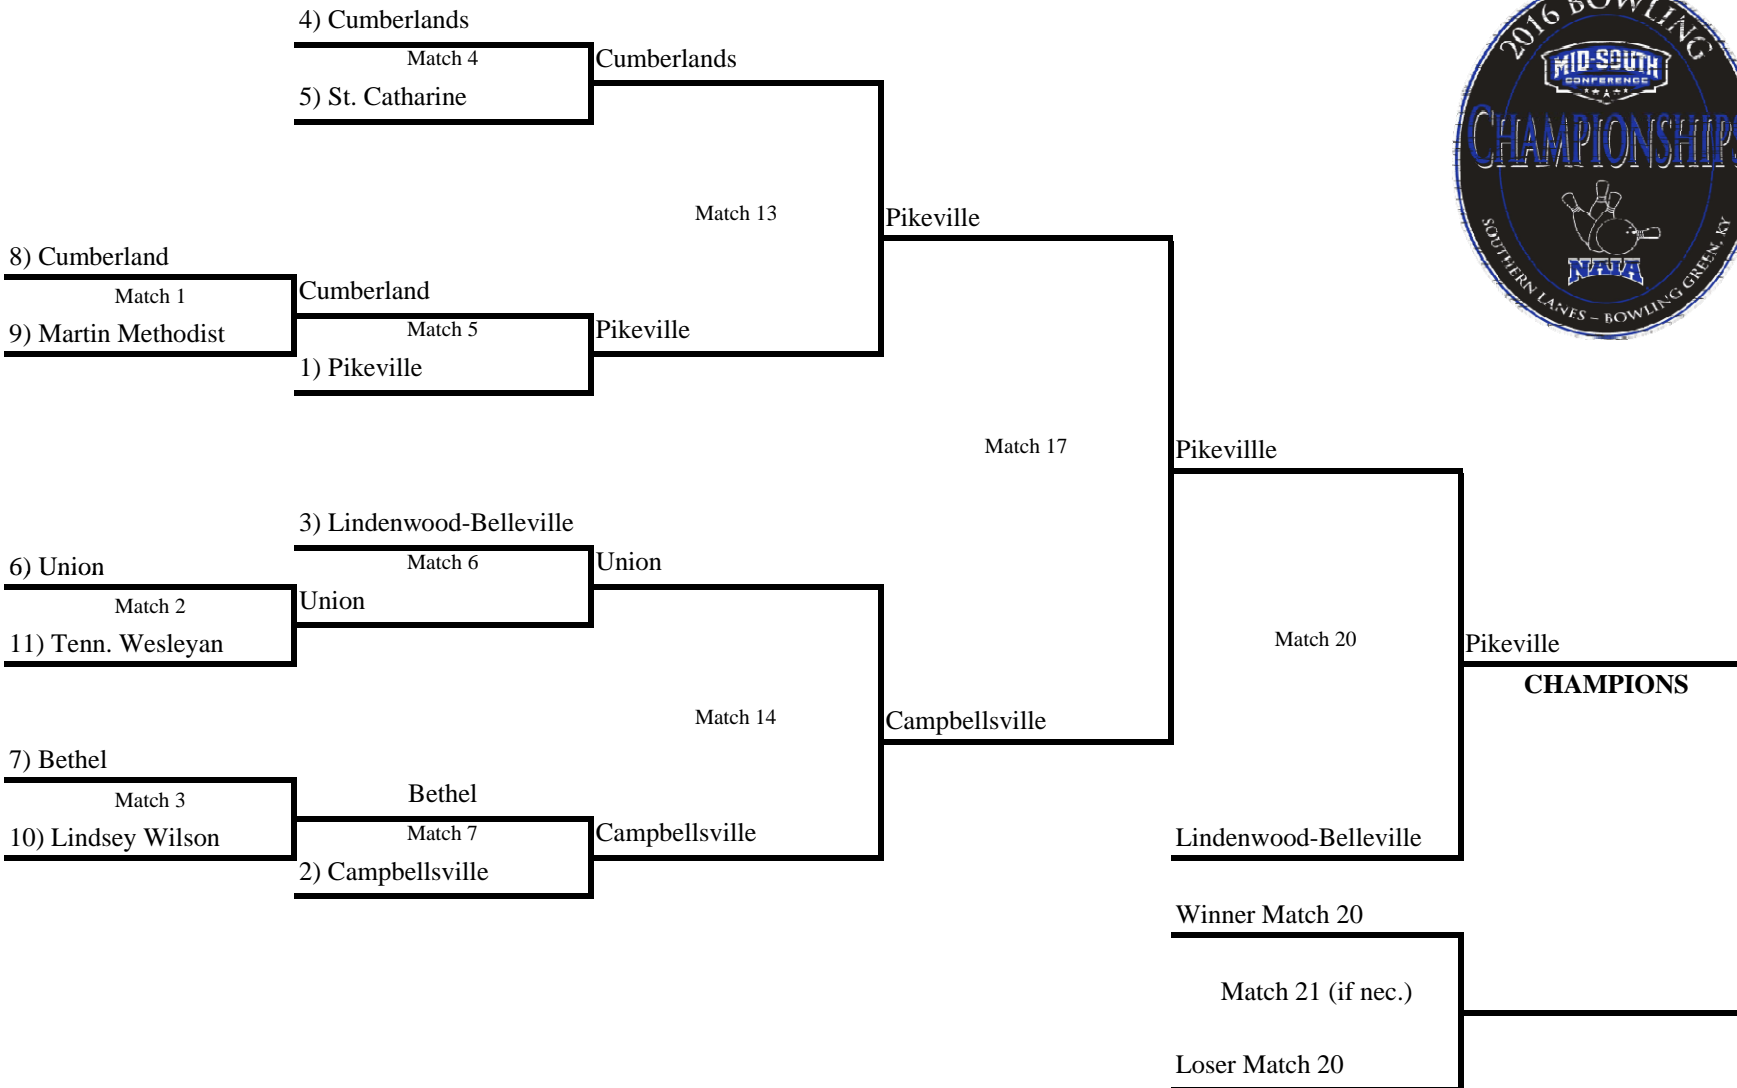 4) Cumberlands
Match 4
Cumberlands
5) St. Catharine
Match 13
Pikeville
8) Cumberland
Match 1
Cumberland
9) Martin Methodist
Match 5
Pikeville
1) Pikeville
Match 17
Pikevillle
3) Lindenwood-Belleville
Match 6
Union
6) Union
Match 2
Union
11) Tenn. Wesleyan
Match 20
Pikeville
CHAMPIONS
Match 14
Campbellsville
7) Bethel
Match 3
Bethel
10) Lindsey Wilson
Match 7
Campbellsville
2) Campbellsville
Lindenwood-Belleville
Winner Match 20
Match 21 (if nec.)
Loser Match 20
2016 BOWLING
MID-SOUTH
CONFERENCE
CHAMPIONSHIPS
NAIA
SOUTHERN LANES – BOWLING GREEN, KY